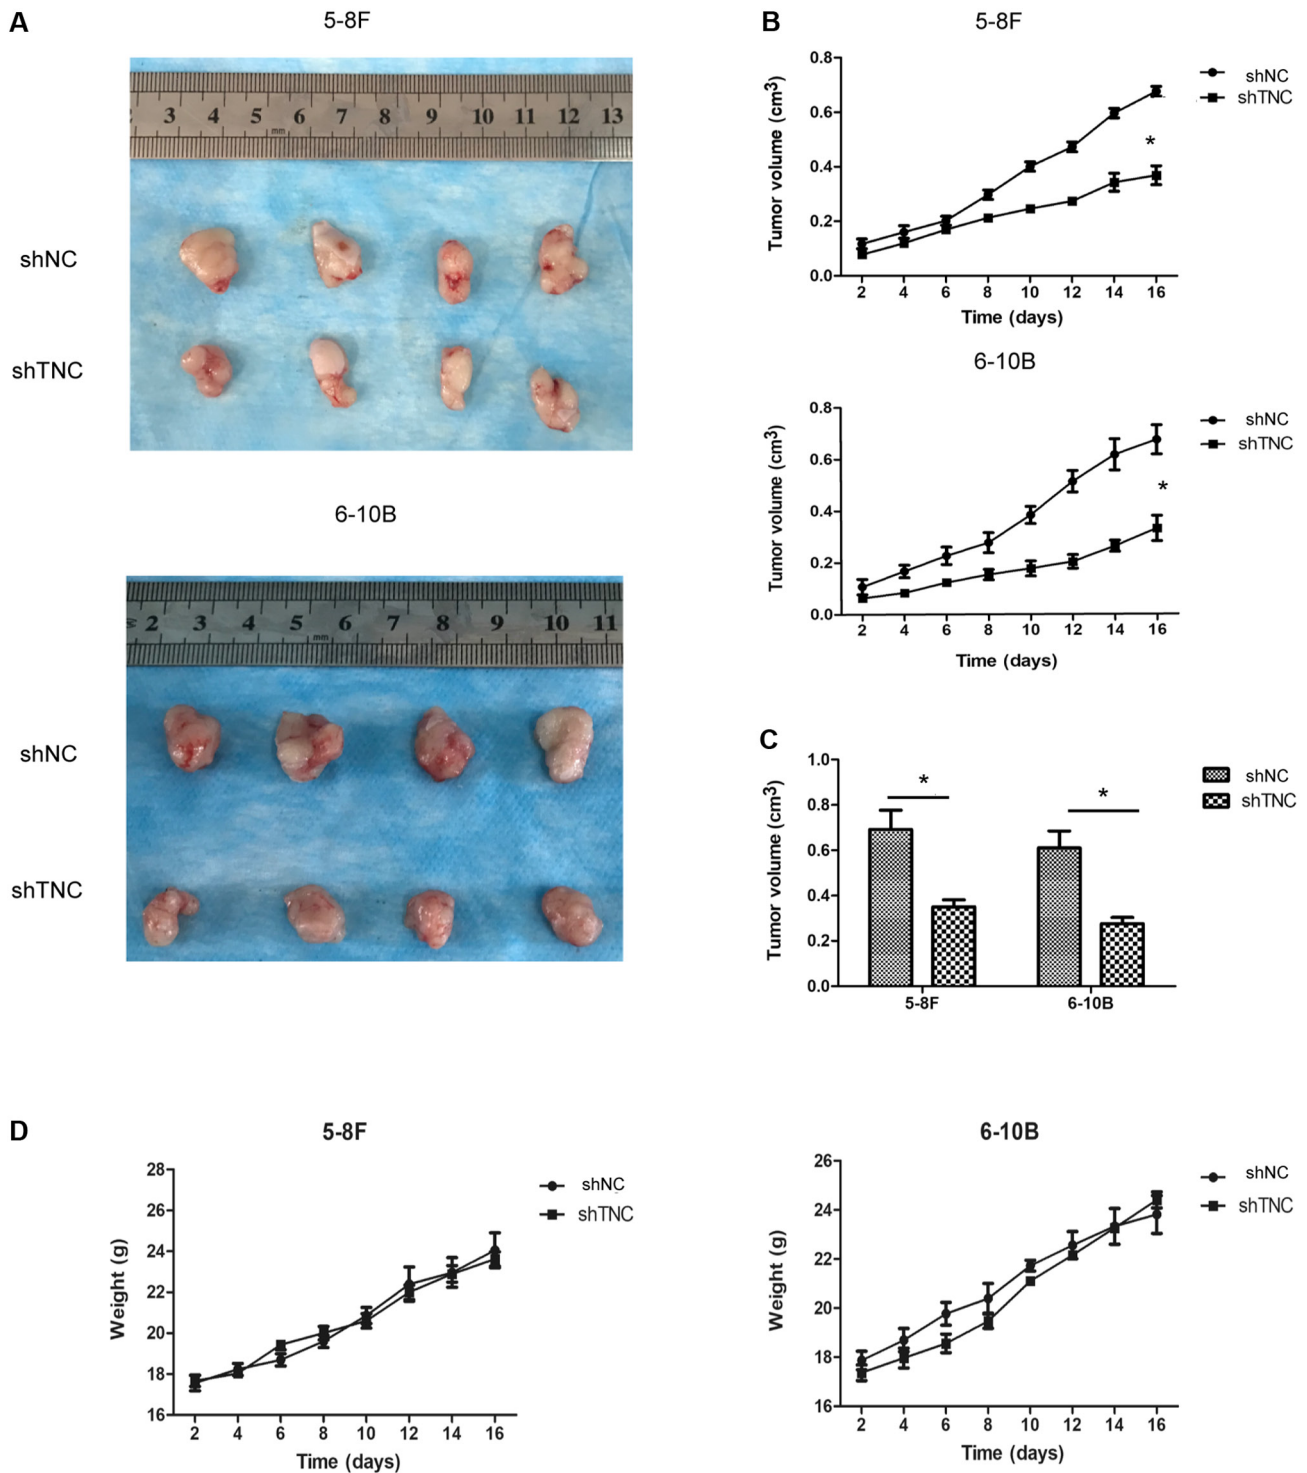 A
5-8F
3 4 5 6 7 8 9 10 11 12 13
mm
shNC
shTNC
6-10B
2 3 4 5 6 7 8 9 10 11
mm
shNC
shTNC
B
5-8F
Tumor volume (cm3)
0.8
0.6
0.4
0.2
0.0
2 4 6 8 10 12 14 16
Time (days)
shNC
shTNC
*
6-10B
Tumor volume (cm3)
0.8
0.6
0.4
0.2
0.0
2 4 6 8 10 12 14 16
Time (days)
shNC
shTNC
*
C
Tumor volume (cm3)
1.0
0.8
0.6
0.4
0.2
0.0
* *
5-8F 6-10B
shNC
shTNC
D
5-8F
Weight (g)
28
26
24
22
20
18
16
2 4 6 8 10 12 14 16
Time (days)
shNC
shTNC
6-10B
Weight (g)
26
24
22
20
18
16
2 4 6 8 10 12 14 16
Time (days)
shNC
shTNC